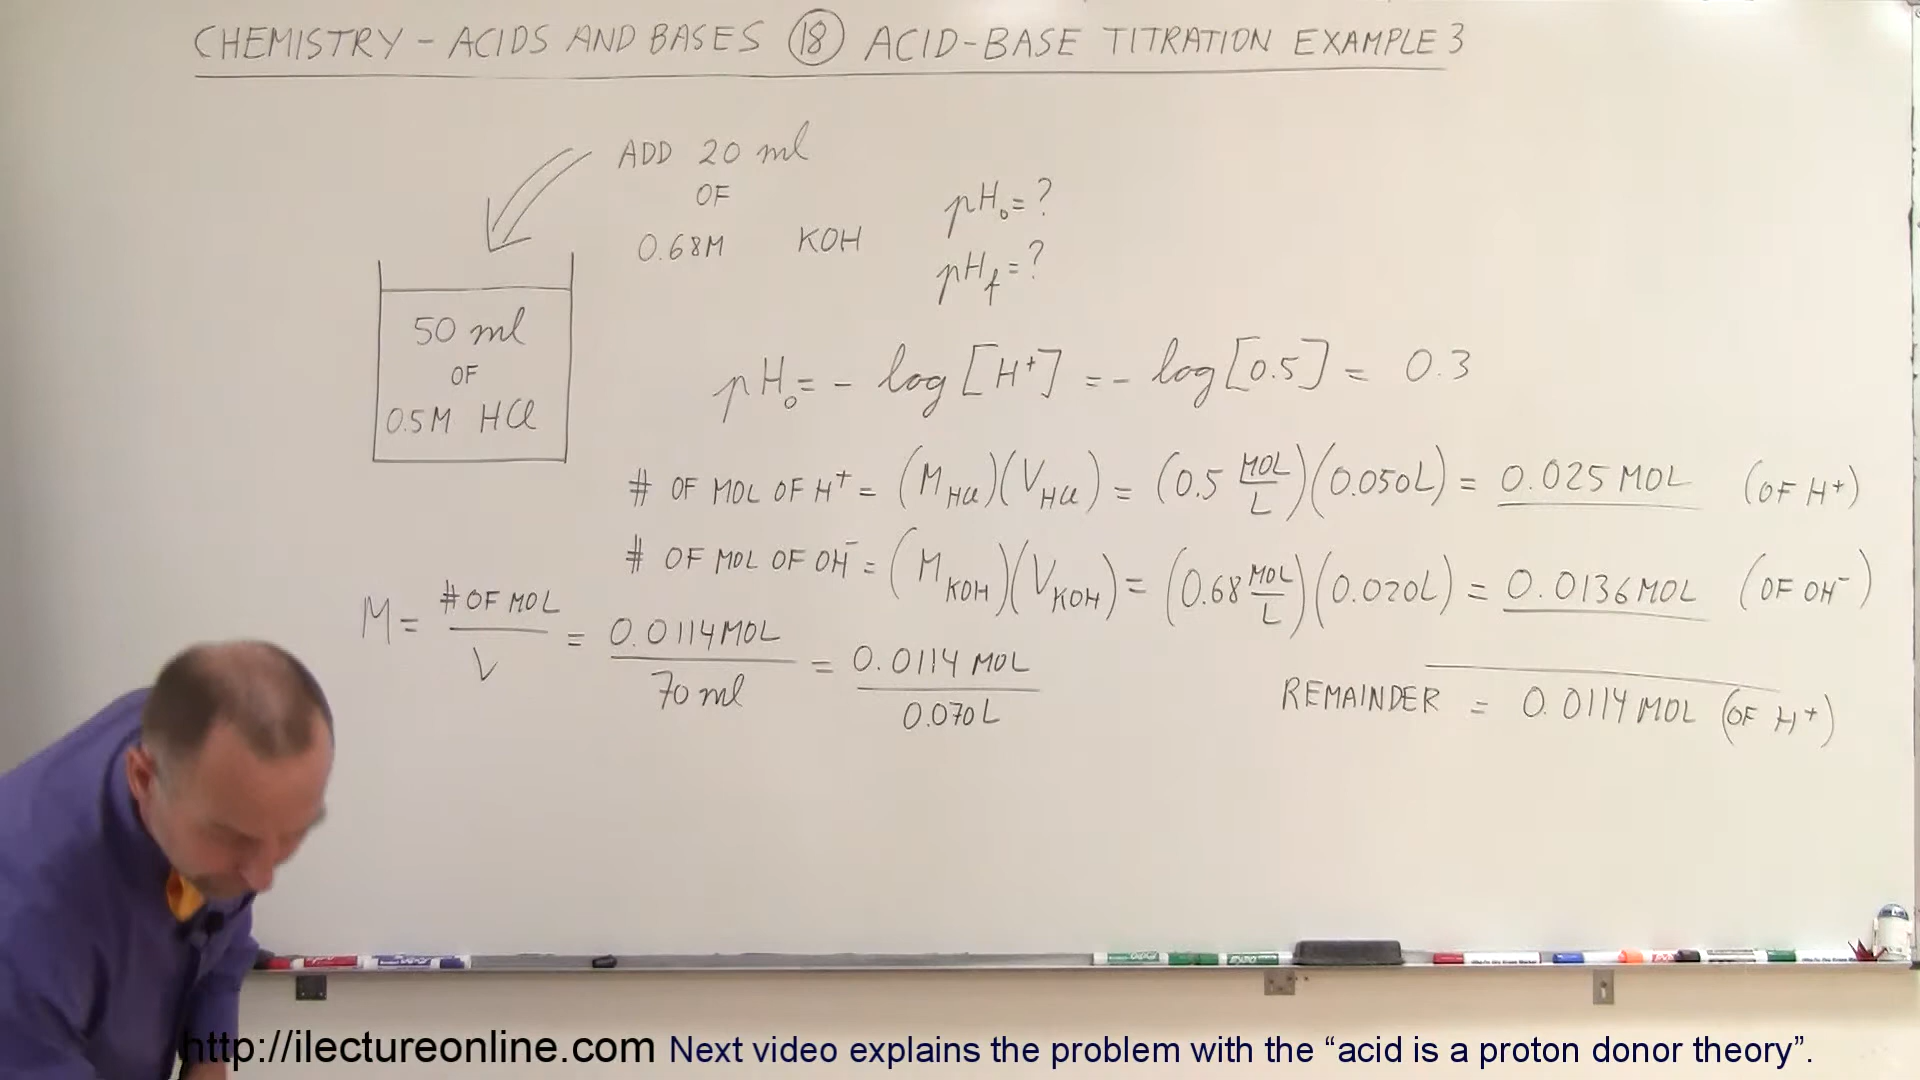 CHEMISTRY - ACIDS AND BASES 18 ACID-BASE TITRATION EXAMPLE 3
ADD 20 ml
OF
0.68M KOH
pH₀ = ?
pH_f = ?
50 ml
OF
0.5M HCl
pH₀ = - log [H⁺] = - log [0.5] = 0.3
# OF MOL OF H⁺ = (M_HCl)(V_HCl) = (0.5 MOL/L)(0.050L) = 0.025 MOL (OF H⁺)
# OF MOL OF OH⁻ = (M_KOH)(V_KOH) = (0.68 MOL/L)(0.020L) = 0.0136 MOL (OF OH⁻)
M = # OF MOL / V = 0.0114 MOL / 70 ml = 0.0114 MOL / 0.070 L
REMAINDER = 0.0114 MOL (OF H⁺)
http://ilectureonline.com Next video explains the problem with the “acid is a proton donor theory”.